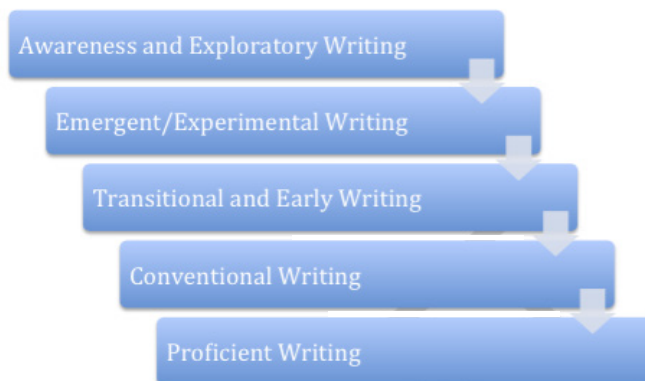 Awareness and Exploratory Writing
Emergent/Experimental Writing
Transitional and Early Writing
Conventional Writing
Proficient Writing